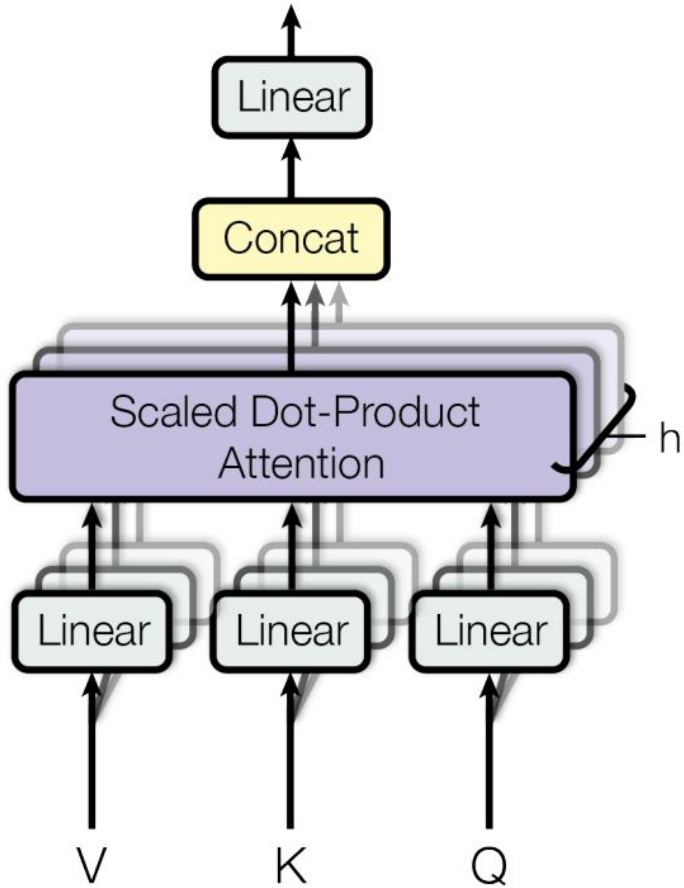 Linear
Concat
Scaled Dot-Product
Attention
h
Linear Linear Linear
V K Q